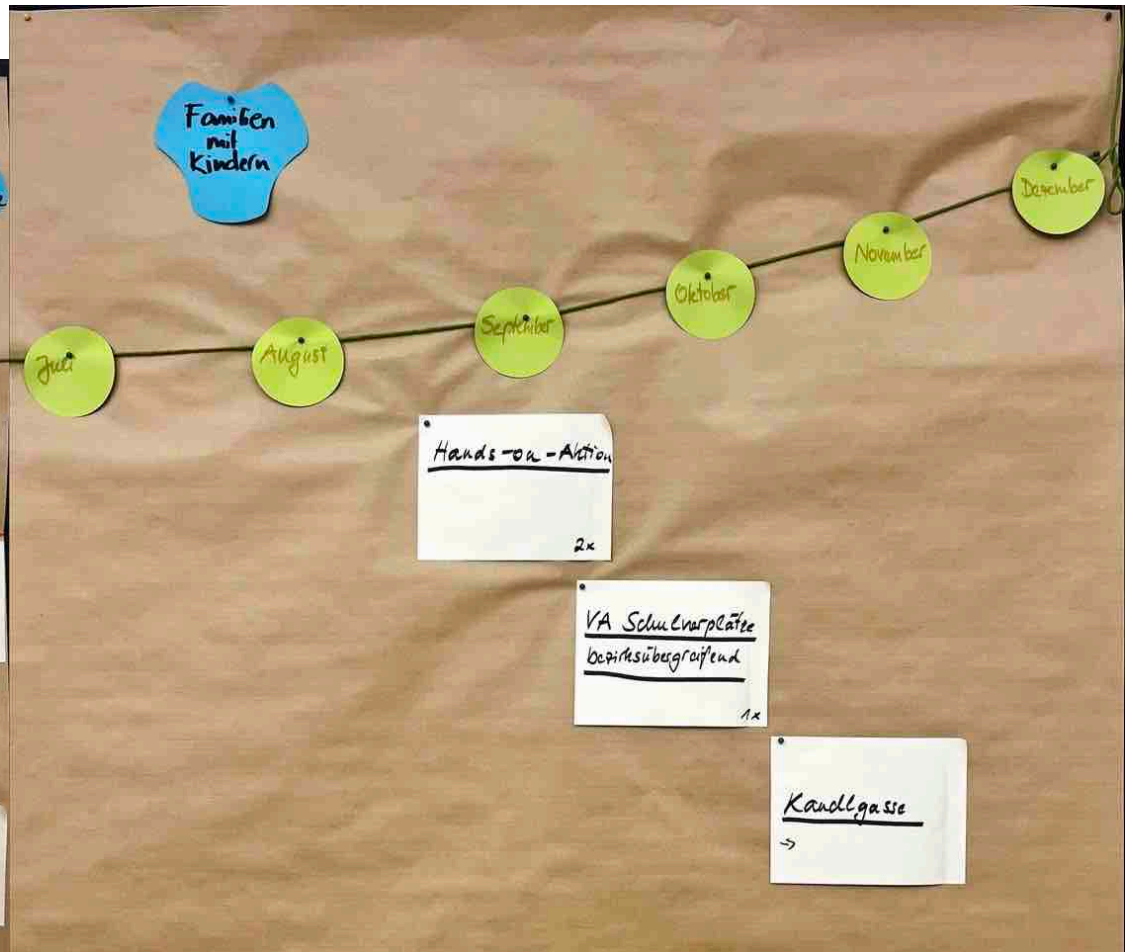 Familien
mit
Kindern
Juli
August
September
Oktober
November
Dezember
Hands-on-Aktion
2x
VA Schulvorplätze
bezirksübergreifend
1x
Kandlgasse
→